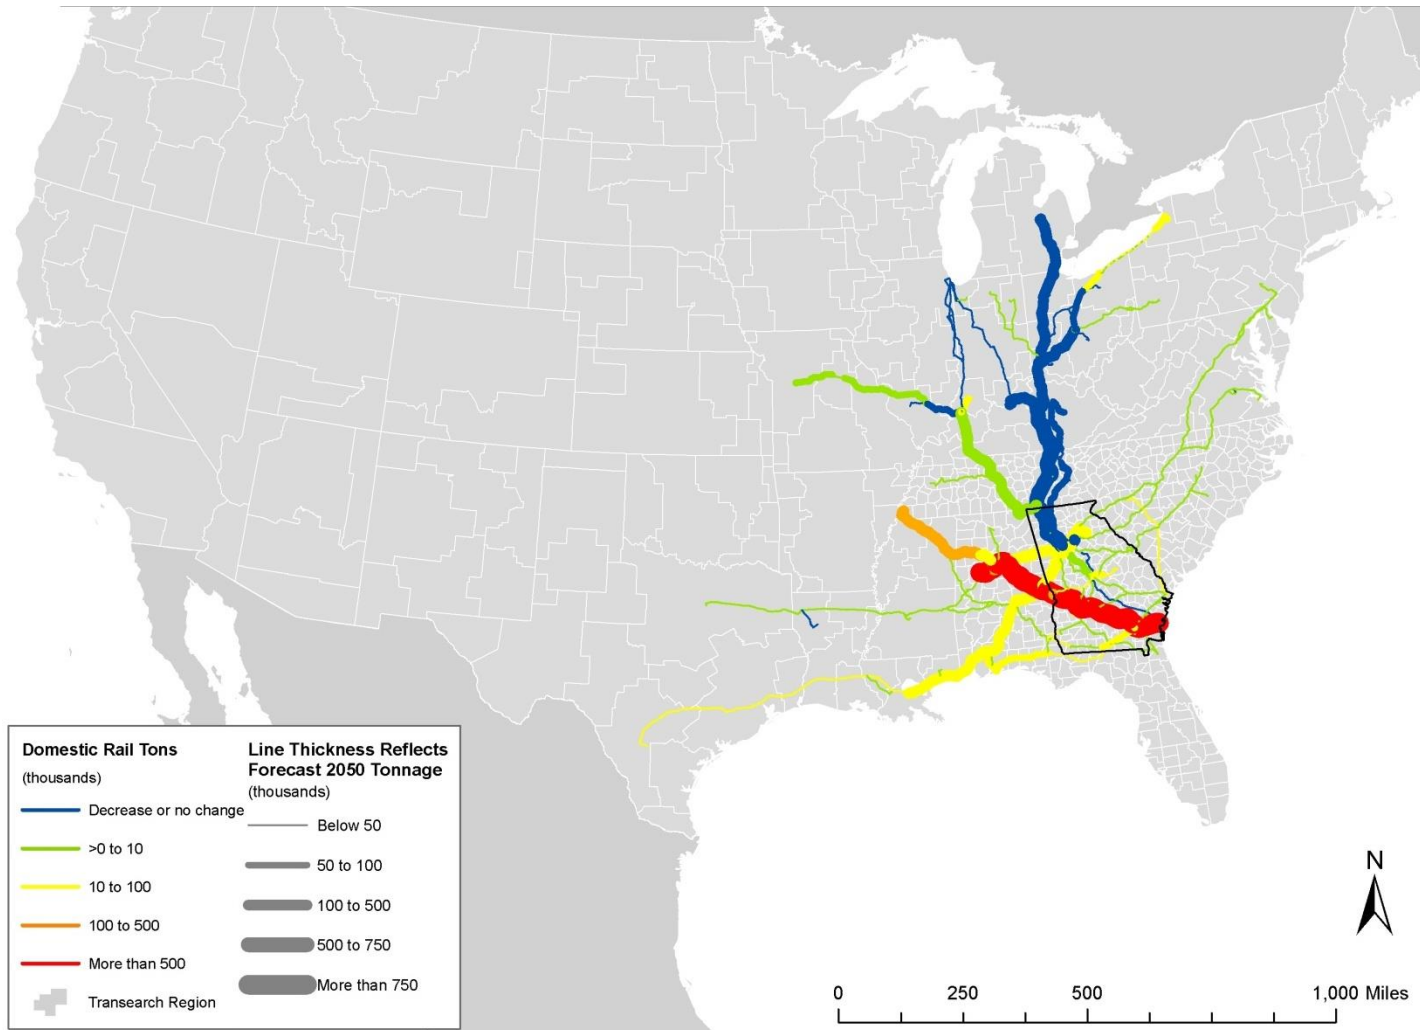 Domestic Rail Tons
(thousands)
Decrease or no change
>0 to 10
10 to 100
100 to 500
More than 500
Transearch Region
Line Thickness Reflects
Forecast 2050 Tonnage
(thousands)
Below 50
50 to 100
100 to 500
500 to 750
More than 750
N
0 250 500 1,000 Miles